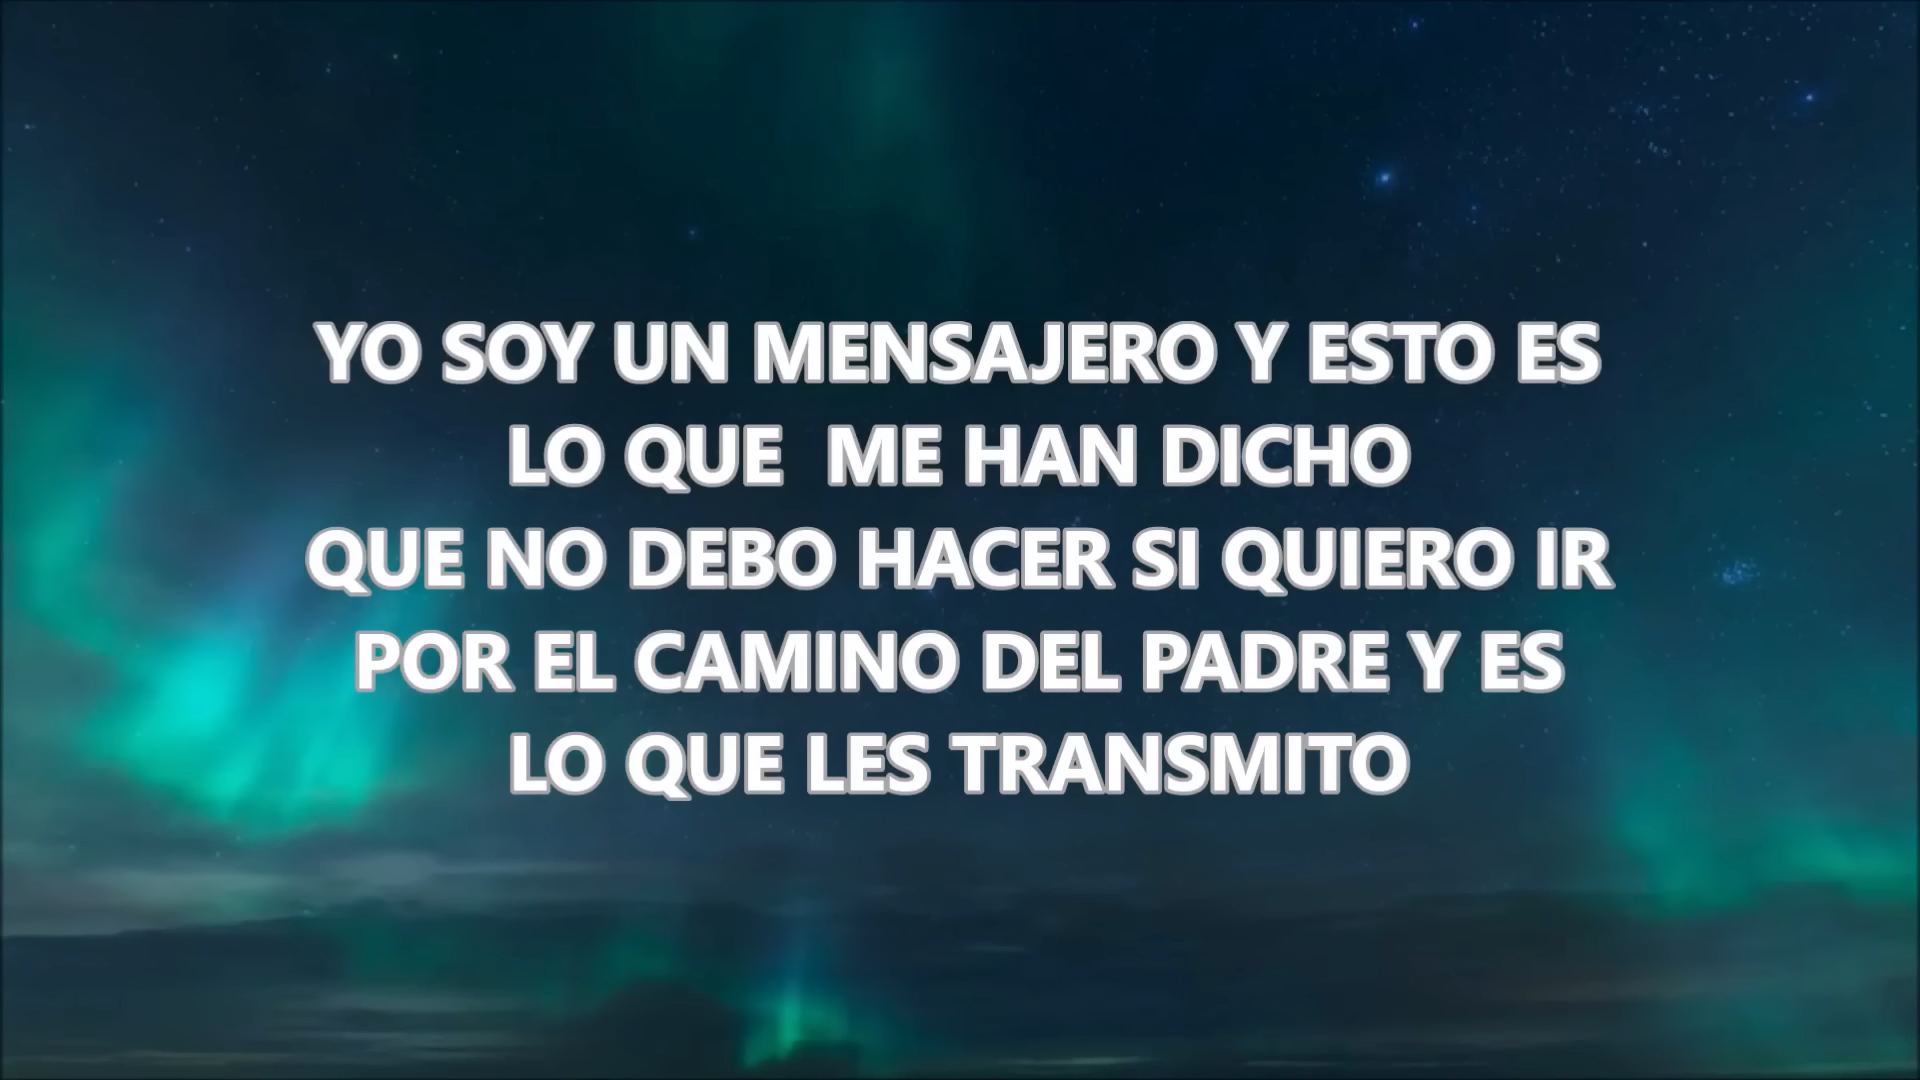 YO SOY UN MENSAJERO Y ESTO ES
LO QUE  ME HAN DICHO
QUE NO DEBO HACER SI QUIERO IR
POR EL CAMINO DEL PADRE Y ES
LO QUE LES TRANSMITO